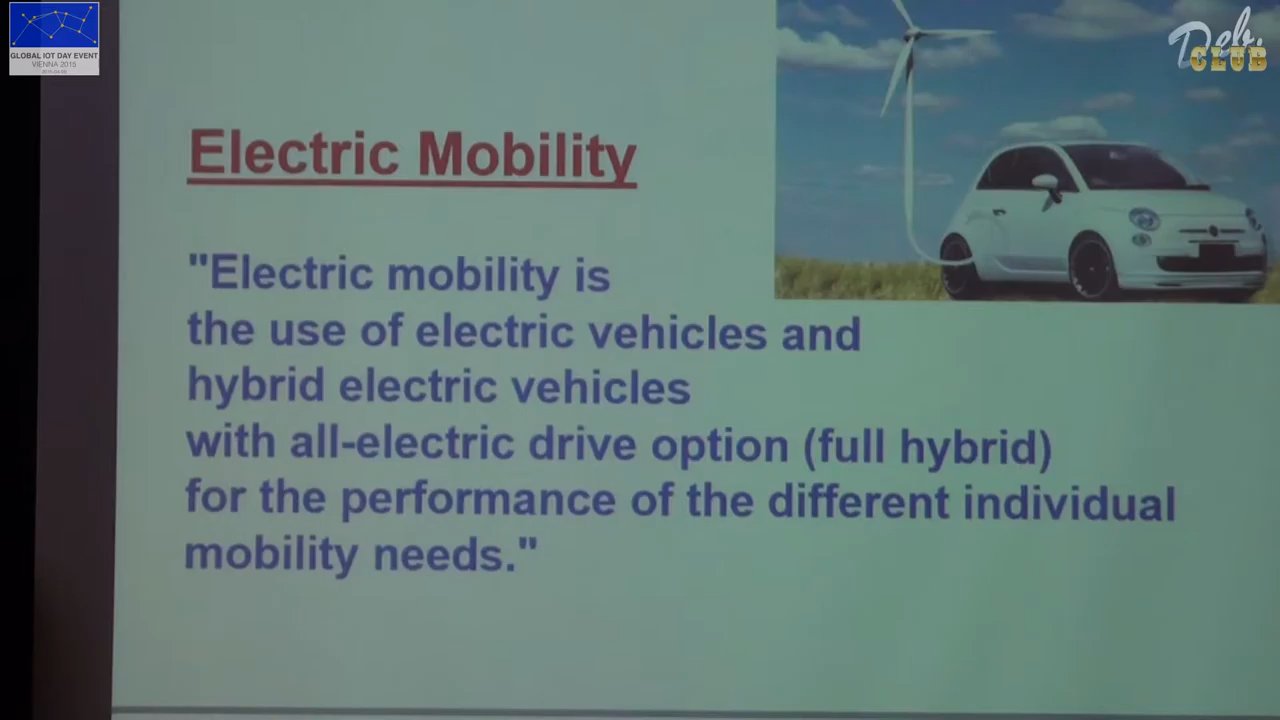 GLOBAL IOT DAY EVENT
VIENNA 2015
Deb.
CLUB
Electric Mobility
"Electric mobility is
the use of electric vehicles and
hybrid electric vehicles
with all-electric drive option (full hybrid)
for the performance of the different individual
mobility needs."